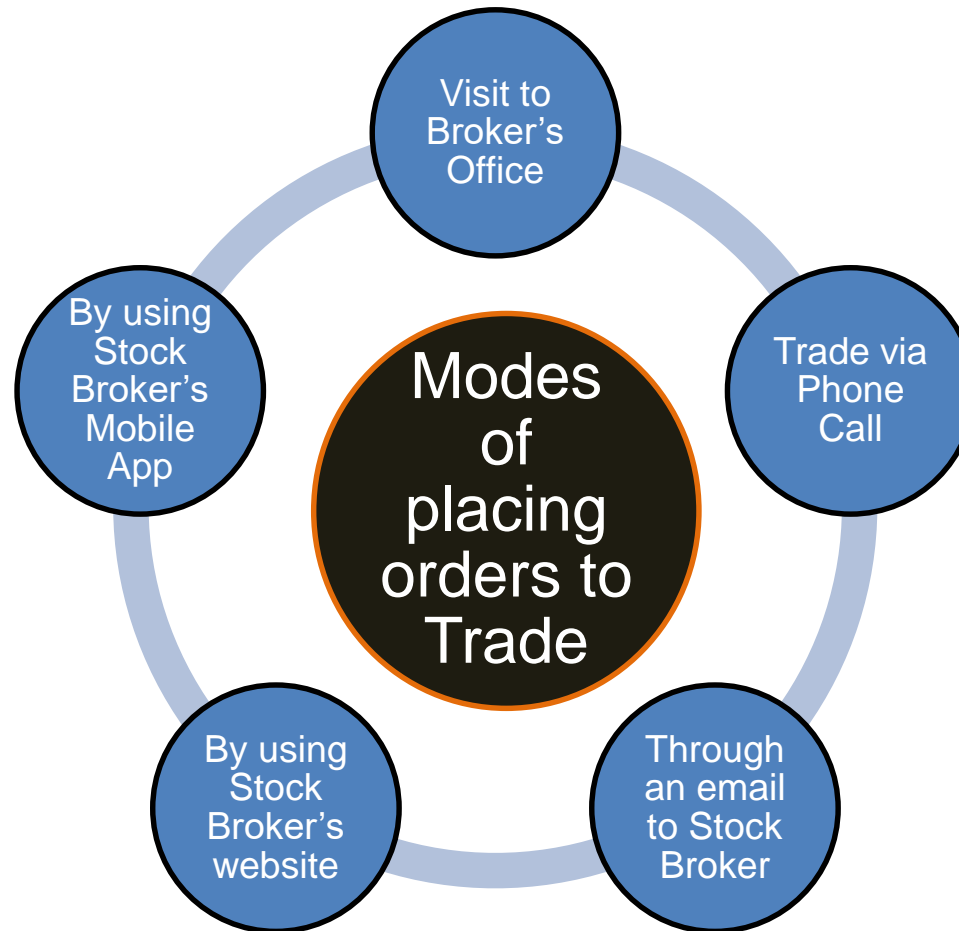 Visit to
Broker’s
Office
Trade via
Phone
Call
Through
an email
to Stock
Broker
By using
Stock
Broker’s
website
By using
Stock
Broker’s
Mobile
App
Modes
of
placing
orders to
Trade